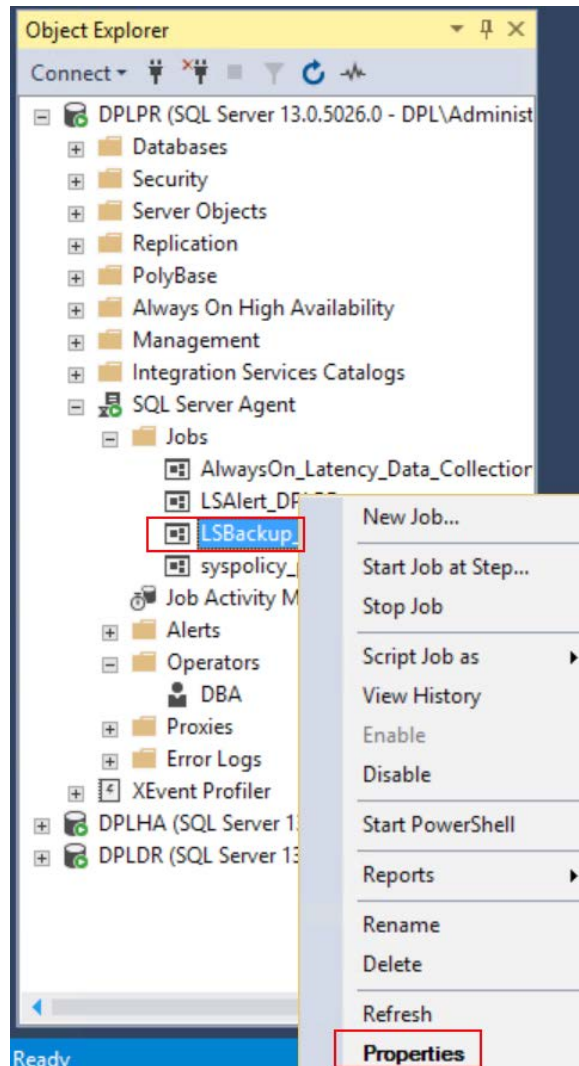 Object Explorer
Connect
DPLPR (SQL Server 13.0.5026.0 - DPL\Administ
Databases
Security
Server Objects
Replication
PolyBase
Always On High Availability
Management
Integration Services Catalogs
SQL Server Agent
Jobs
AlwaysOn_Latency_Data_Collection
LSAlert_DPLPR
LSBackup_
syspolicy_
Job Activity M
Alerts
Operators
DBA
Proxies
Error Logs
XEvent Profiler
DPLHA (SQL Server 1
DPLDR (SQL Server 13
New Job...
Start Job at Step...
Stop Job
Script Job as
View History
Enable
Disable
Start PowerShell
Reports
Rename
Delete
Refresh
Properties
Ready